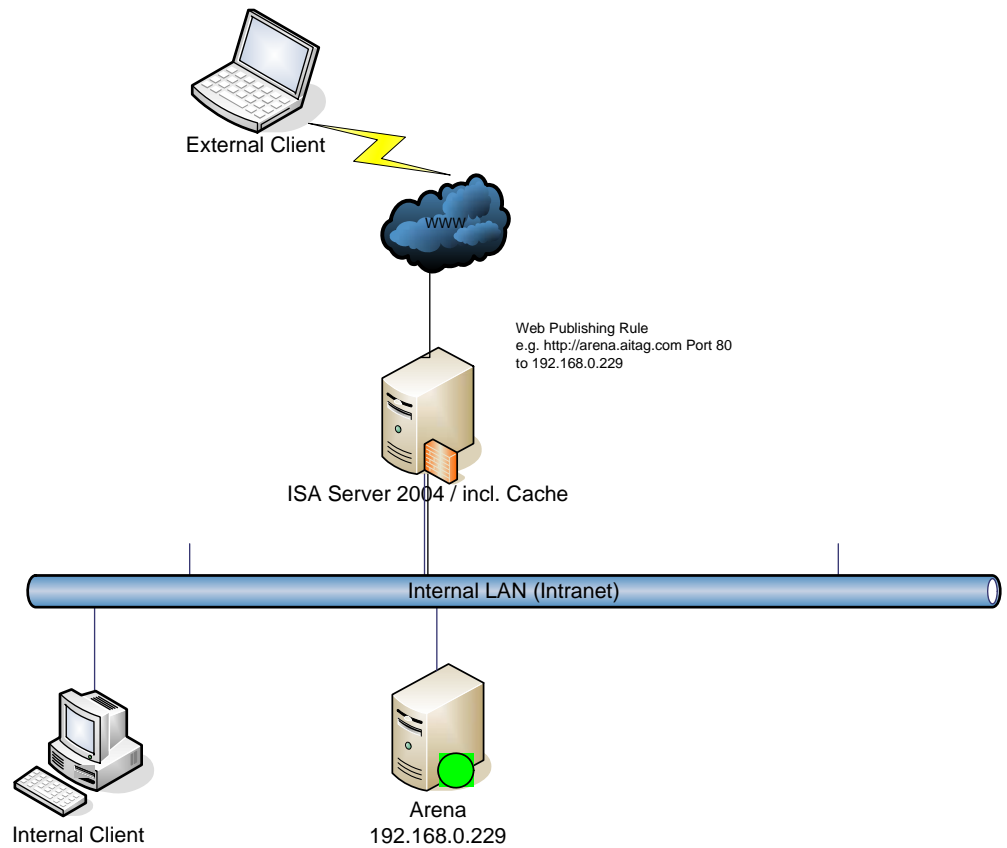 External Client
www
Web Publishing Rule
e.g. http://arena.aitag.com Port 80
to 192.168.0.229
ISA Server 2004 / incl. Cache
Internal LAN (Intranet)
Internal Client
Arena
192.168.0.229